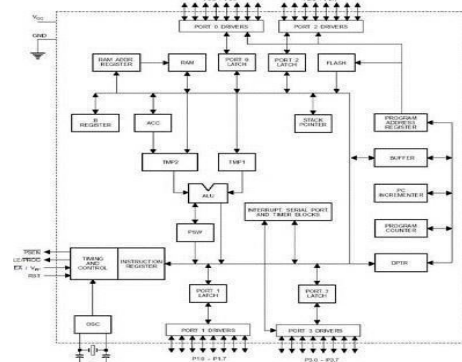 VCC
GND
PORT 0 DRIVERS
PORT 2 DRIVERS
RAM ADDR.
REGISTER
RAM
PORT 0
LATCH
PORT 2
LATCH
FLASH
B
REGISTER
ACC
STACK
POINTER
PROGRAM
ADDRESS
REGISTER
TMP2
TMP1
BUFFER
ALU
PC
INCREMENTER
INTERRUPT SERIAL PORT
AND TIMER BLOCKS
PSW
PROGRAM
COUNTER
PSEN
EA / VPP
RST
TIMING
AND
CONTROL
INSTRUCTION
REGISTER
DPTR
PORT 1
LATCH
PORT 3
LATCH
OSC
PORT 1 DRIVERS
PORT 3 DRIVERS
P1.0 - P1.7
P3.0 - P3.7